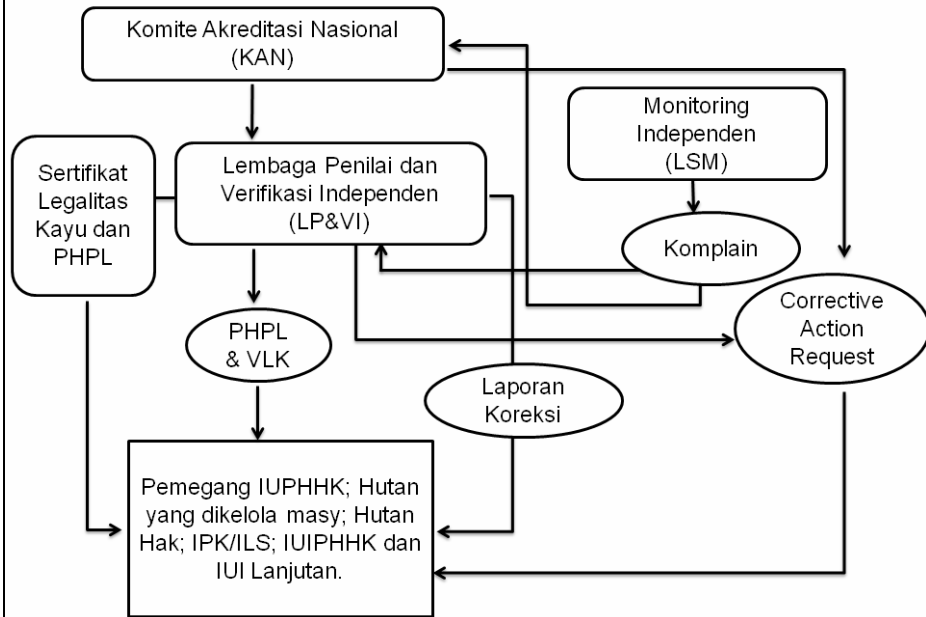 Komite Akreditasi Nasional
(KAN)
Monitoring
Independen
(LSM)
Sertifikat
Legalitas
Kayu dan
PHPL
Lembaga Penilai dan
Verifikasi Independen
(LP&VI)
Komplain
Corrective
Action
Request
PHPL
& VLK
Laporan
Koreksi
Pemegang IUPHHK; Hutan
yang dikelola masy; Hutan
Hak; IPK/ILS; IUIPHHK dan
IUI Lanjutan.